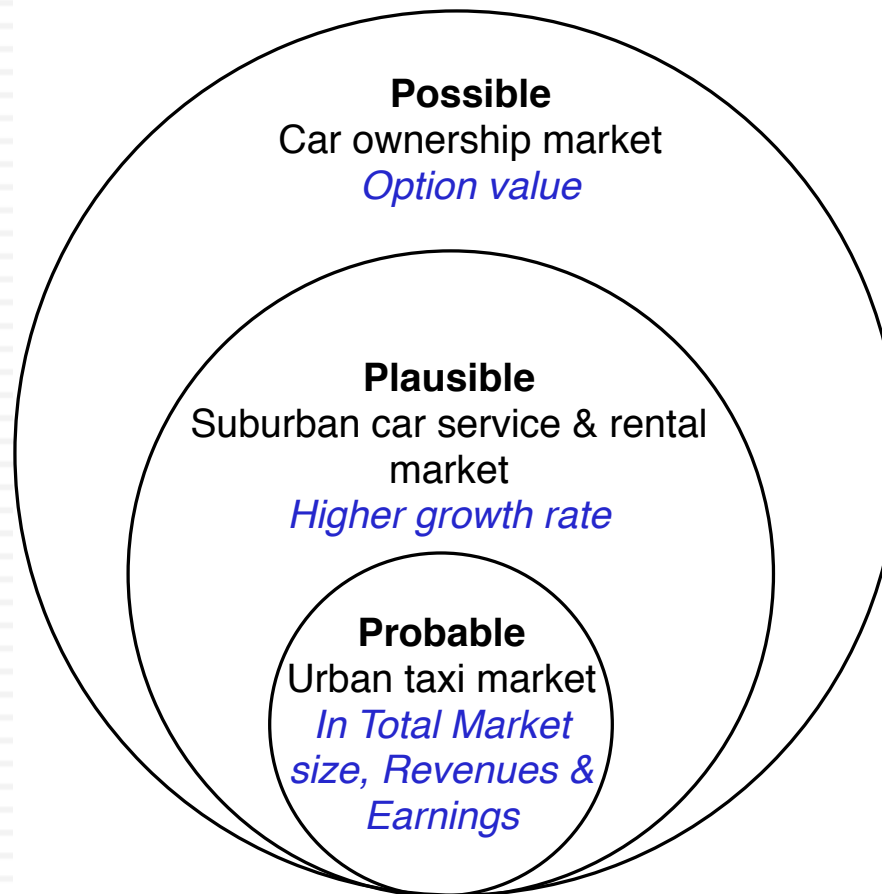 Possible
Car ownership market
Option value
Plausible
Suburban car service & rental
market
Higher growth rate
Probable
Urban taxi market
In Total Market
size, Revenues &
Earnings